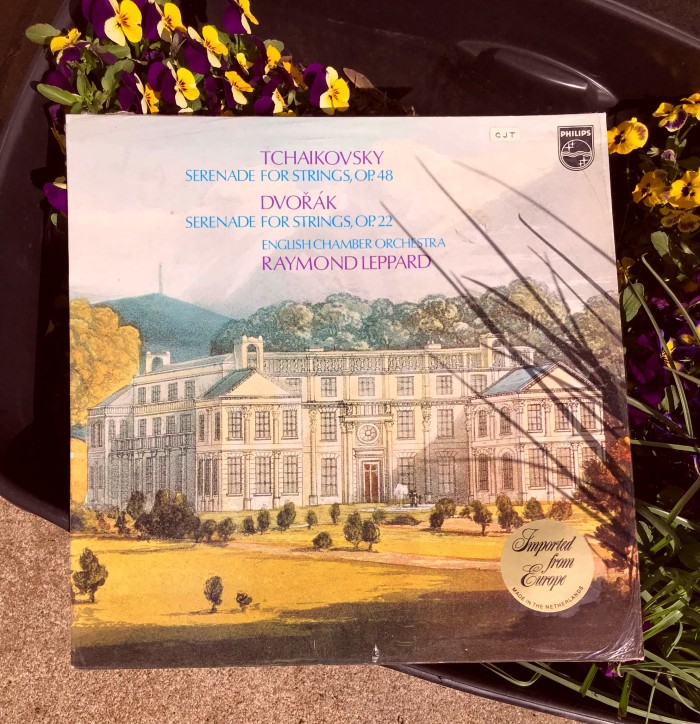 CJT
PHILIPS
TCHAIKOVSKY
SERENADE FOR STRINGS, OP. 48
DVOŘÁK
SERENADE FOR STRINGS, OP. 22
ENGLISH CHAMBER ORCHESTRA
RAYMOND LEPPARD
Imported
from
Europe
MADE IN THE NETHERLANDS